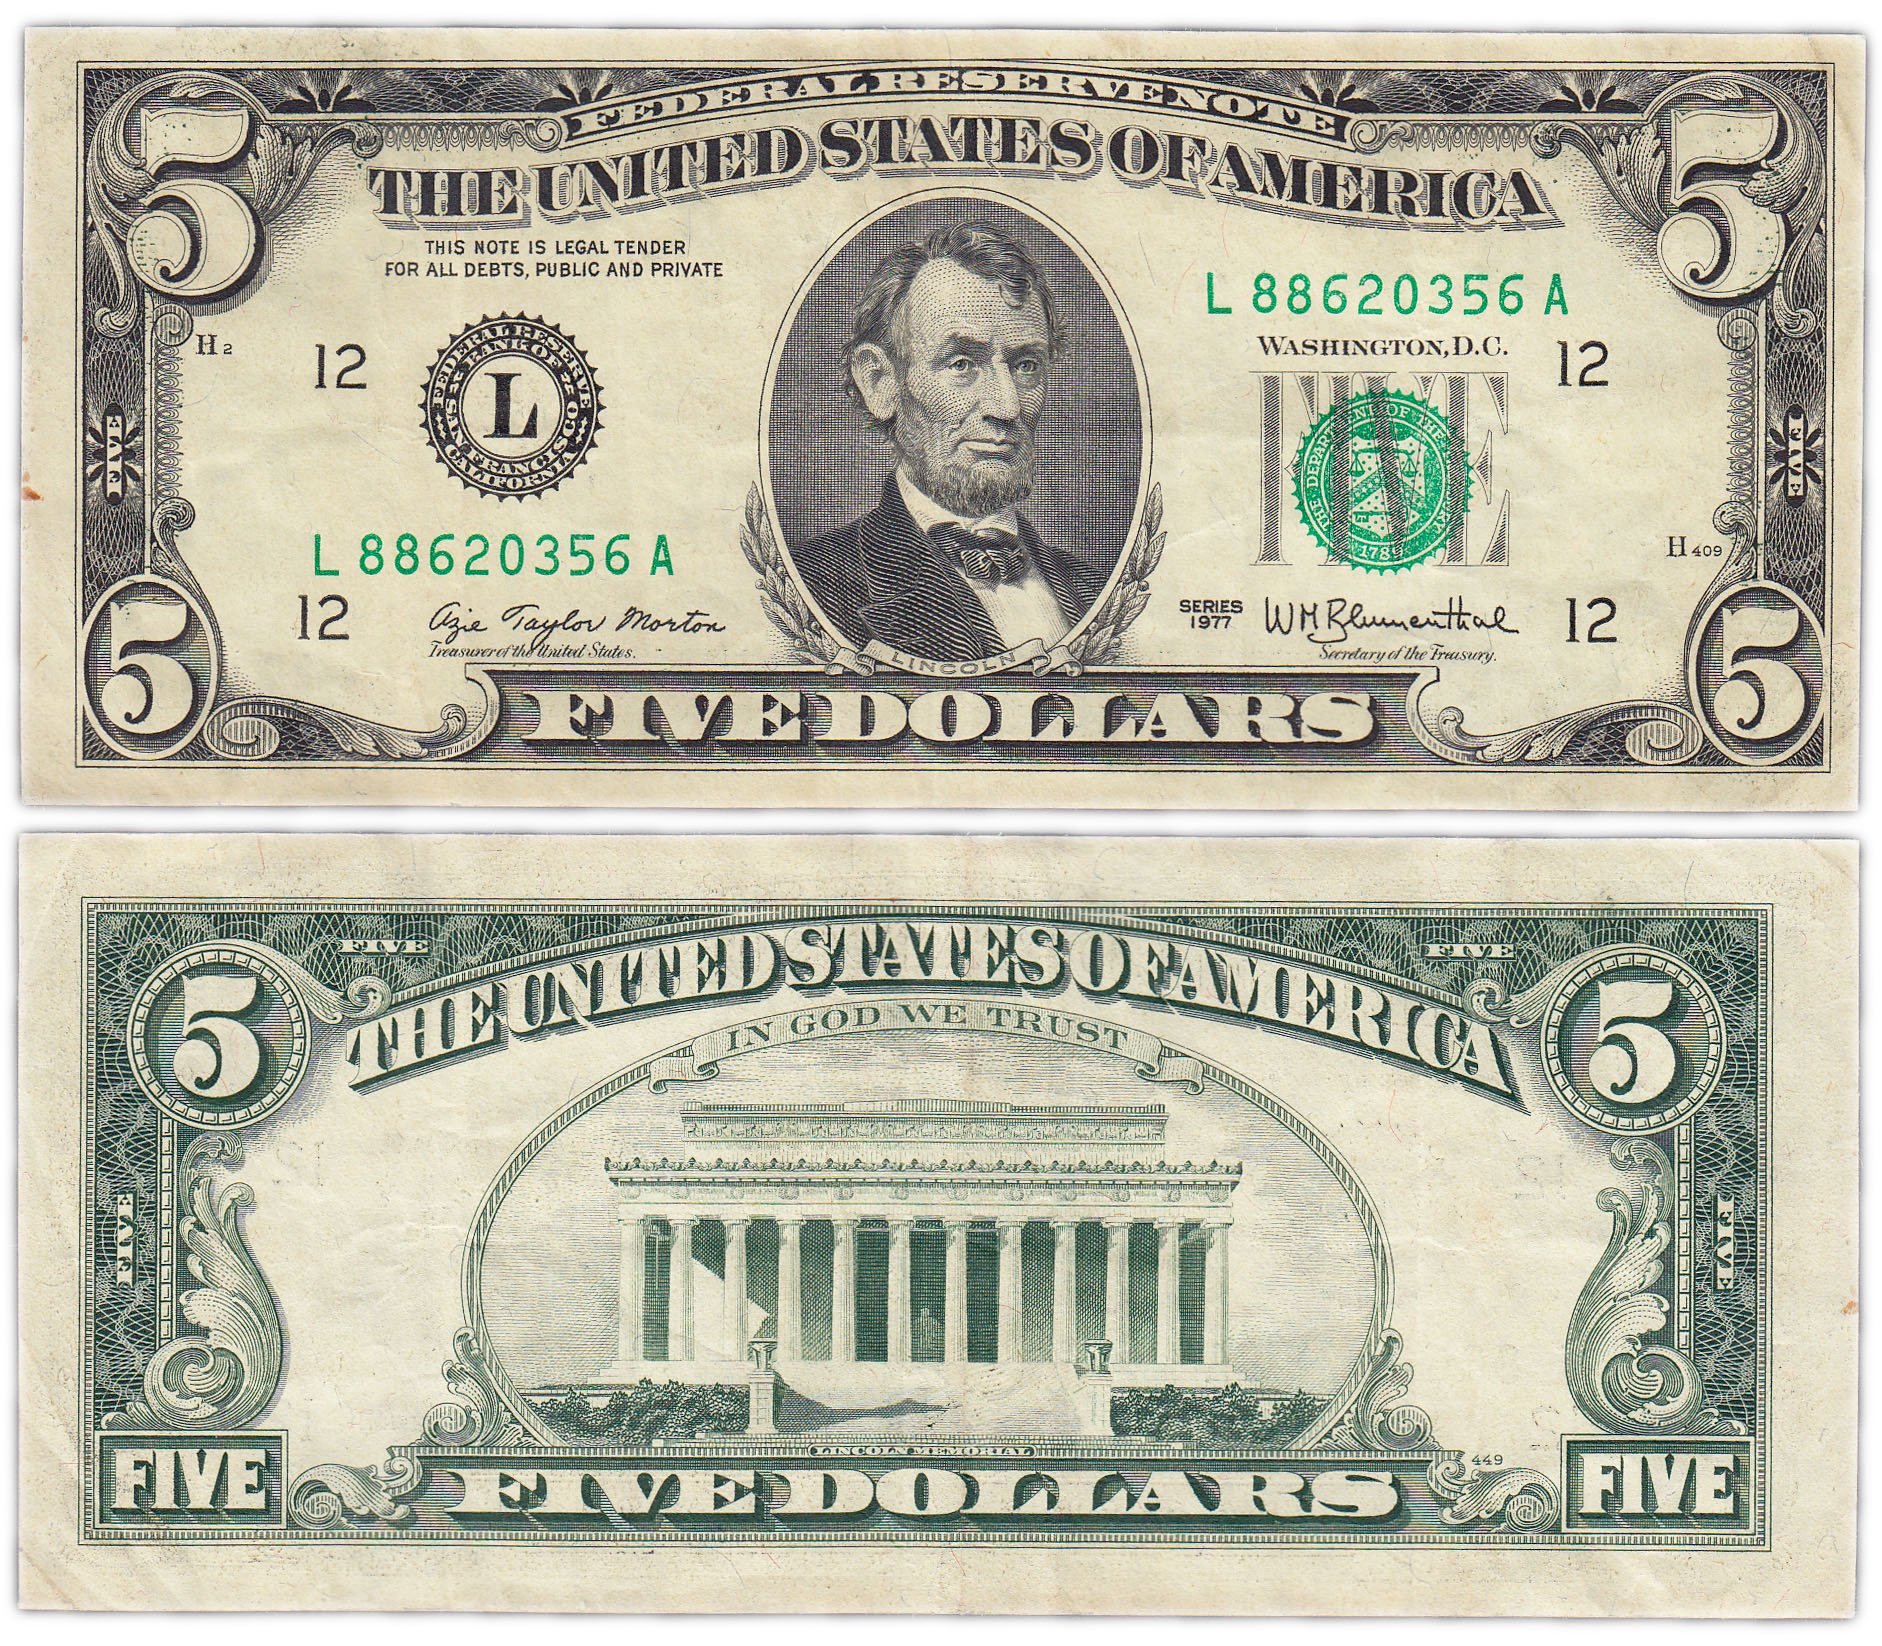 FEDERAL RESERVE NOTE
THE UNITED STATES OF AMERICA
5
5
THIS NOTE IS LEGAL TENDER
FOR ALL DEBTS, PUBLIC AND PRIVATE
L 88620356 A
WASHINGTON, D.C.
H 2
12
FEDERAL RESERVE
BANK OF SAN FRANCISCO
CALIFORNIA
L
12
FIVE
THE DEPARTMENT OF THE TREASURY
1789
FIVE
FIVE
L 88620356 A
H 409
12
Azie Taylor Morton
Treasurer of the United States.
SERIES
1977
W M Blumenthal
Secretary of the Treasury.
12
LINCOLN
5
FIVE DOLLARS
5
FIVE
FIVE
5
THE UNITED STATES OF AMERICA
5
IN GOD WE TRUST
FIVE
FIVE
LINCOLN MEMORIAL
449
FIVE
FIVE DOLLARS
FIVE